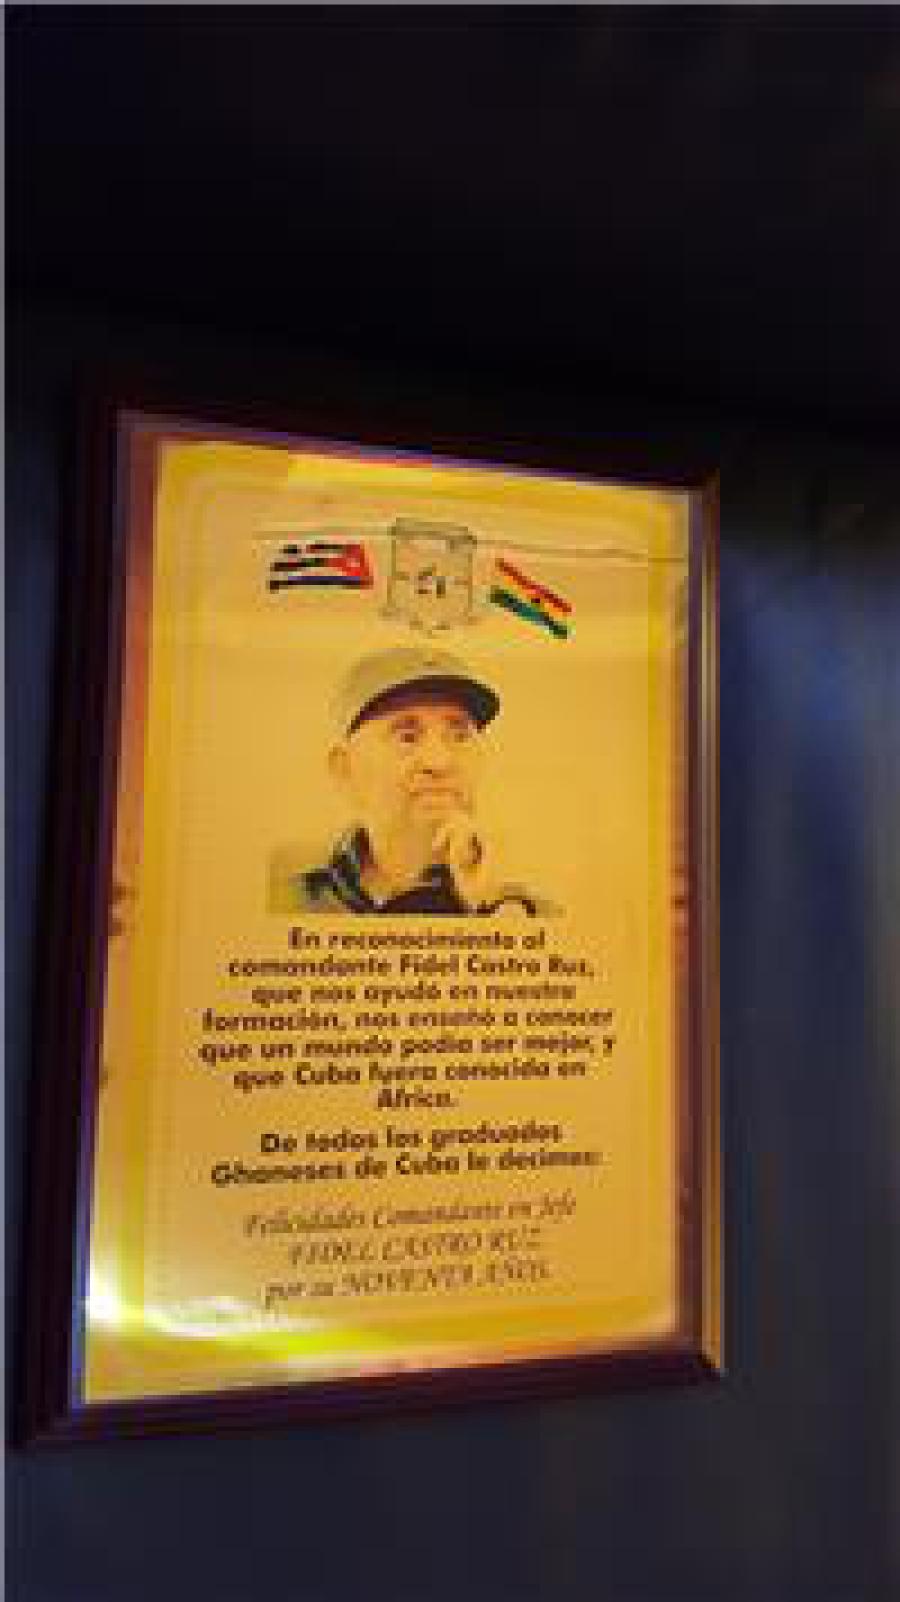 En reconocimiento al
comandante Fidel Castro Ruz,
que nos ayudó en nuestra
formación, nos enseñó a conocer
que un mundo podia ser mejor, y
que Cuba fuera conocida en
Africa.
De todos los graduados
Ghaneses de Cuba le decimos:
Felicidades Comandante en Jefe
FIDEL CASTRO RUZ
por su NOVENTA AÑOS.